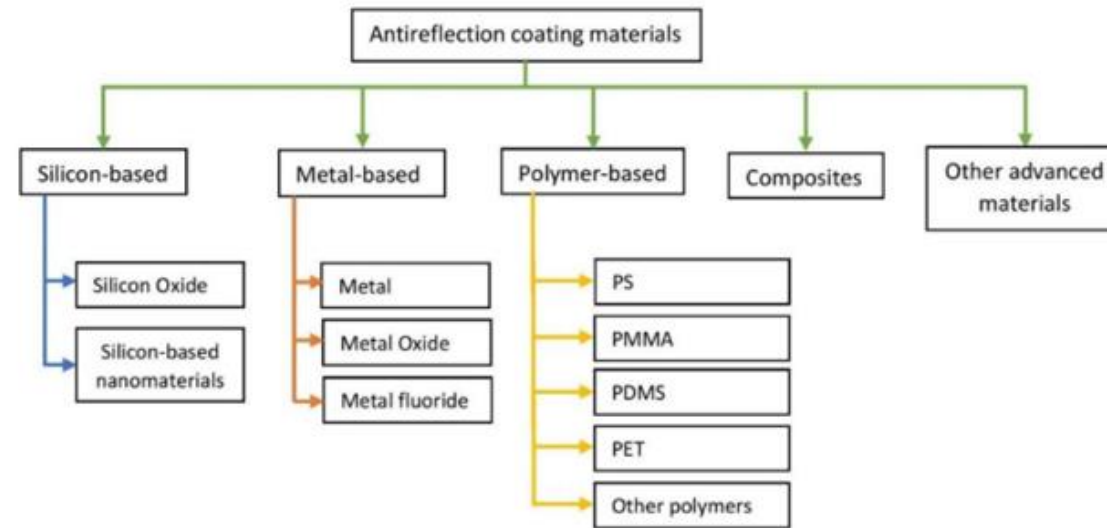 Antireflection coating materials
Silicon-based
Metal-based
Polymer-based
Composites
Other advanced
materials
Silicon Oxide
Silicon-based
nanomaterials
Metal
Metal Oxide
Metal fluoride
PS
PMMA
PDMS
PET
Other polymers